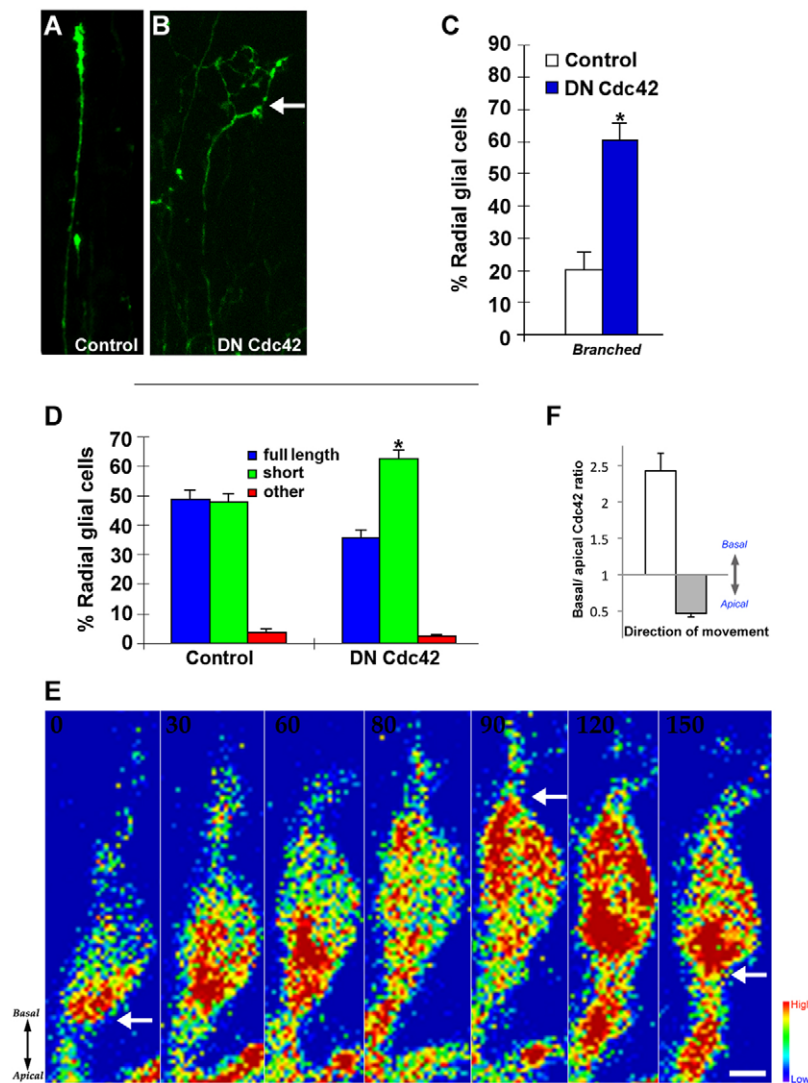 A
B
Control
DN Cdc42
C
% Radial glial cells
90
80
70
60
50
40
30
20
10
0
Control
DN Cdc42
*
Branched
D
% Radial glial cells
70
60
50
40
30
20
10
0
full length
short
other
*
Control
DN Cdc42
F
Basal/ apical Cdc42 ratio
2.5
2
1.5
1
0.5
Basal
Apical
Direction of movement
E
0
30
60
80
90
120
150
Basal
Apical
High
Low